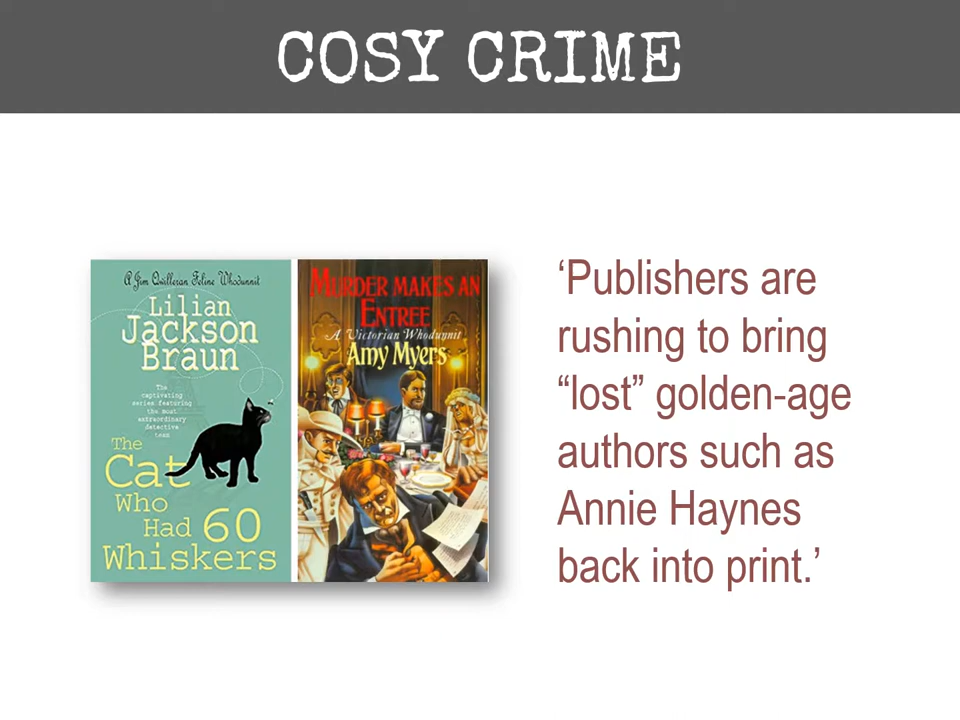 COSY CRIME
A Jim Qwilleran Feline Whodunnit
Lilian
Jackson
Braun
The
captivating
series featuring
the most
extraordinary
detective
team
The
Cat
Who
Had 60
Whiskers
MURDER MAKES AN
ENTREE
A Victorian Whodunnit
Amy Myers
‘Publishers are
rushing to bring
“lost” golden-age
authors such as
Annie Haynes
back into print.’